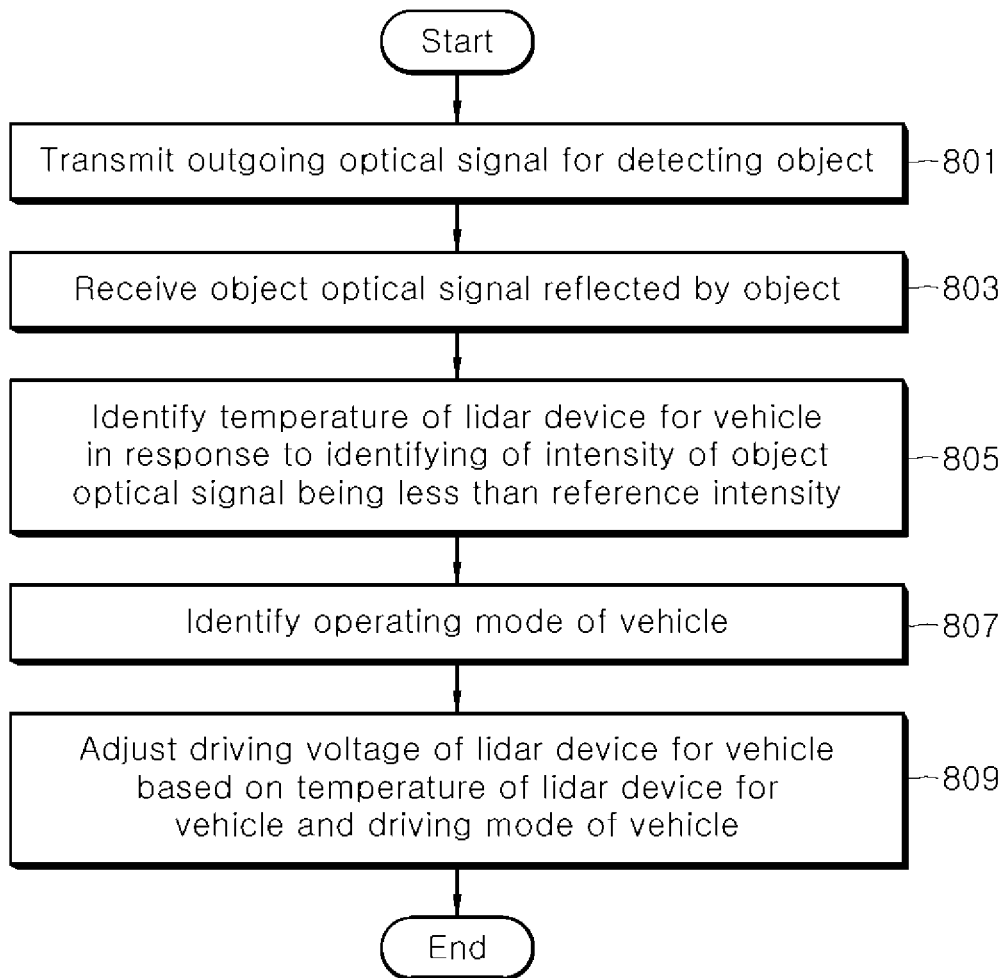 Start
Transmit outgoing optical signal for detecting object
801
Receive object optical signal reflected by object
803
Identify temperature of lidar device for vehicle
in response to identifying of intensity of object
optical signal being less than reference intensity
805
Identify operating mode of vehicle
807
Adjust driving voltage of lidar device for vehicle
based on temperature of lidar device for
vehicle and driving mode of vehicle
809
End